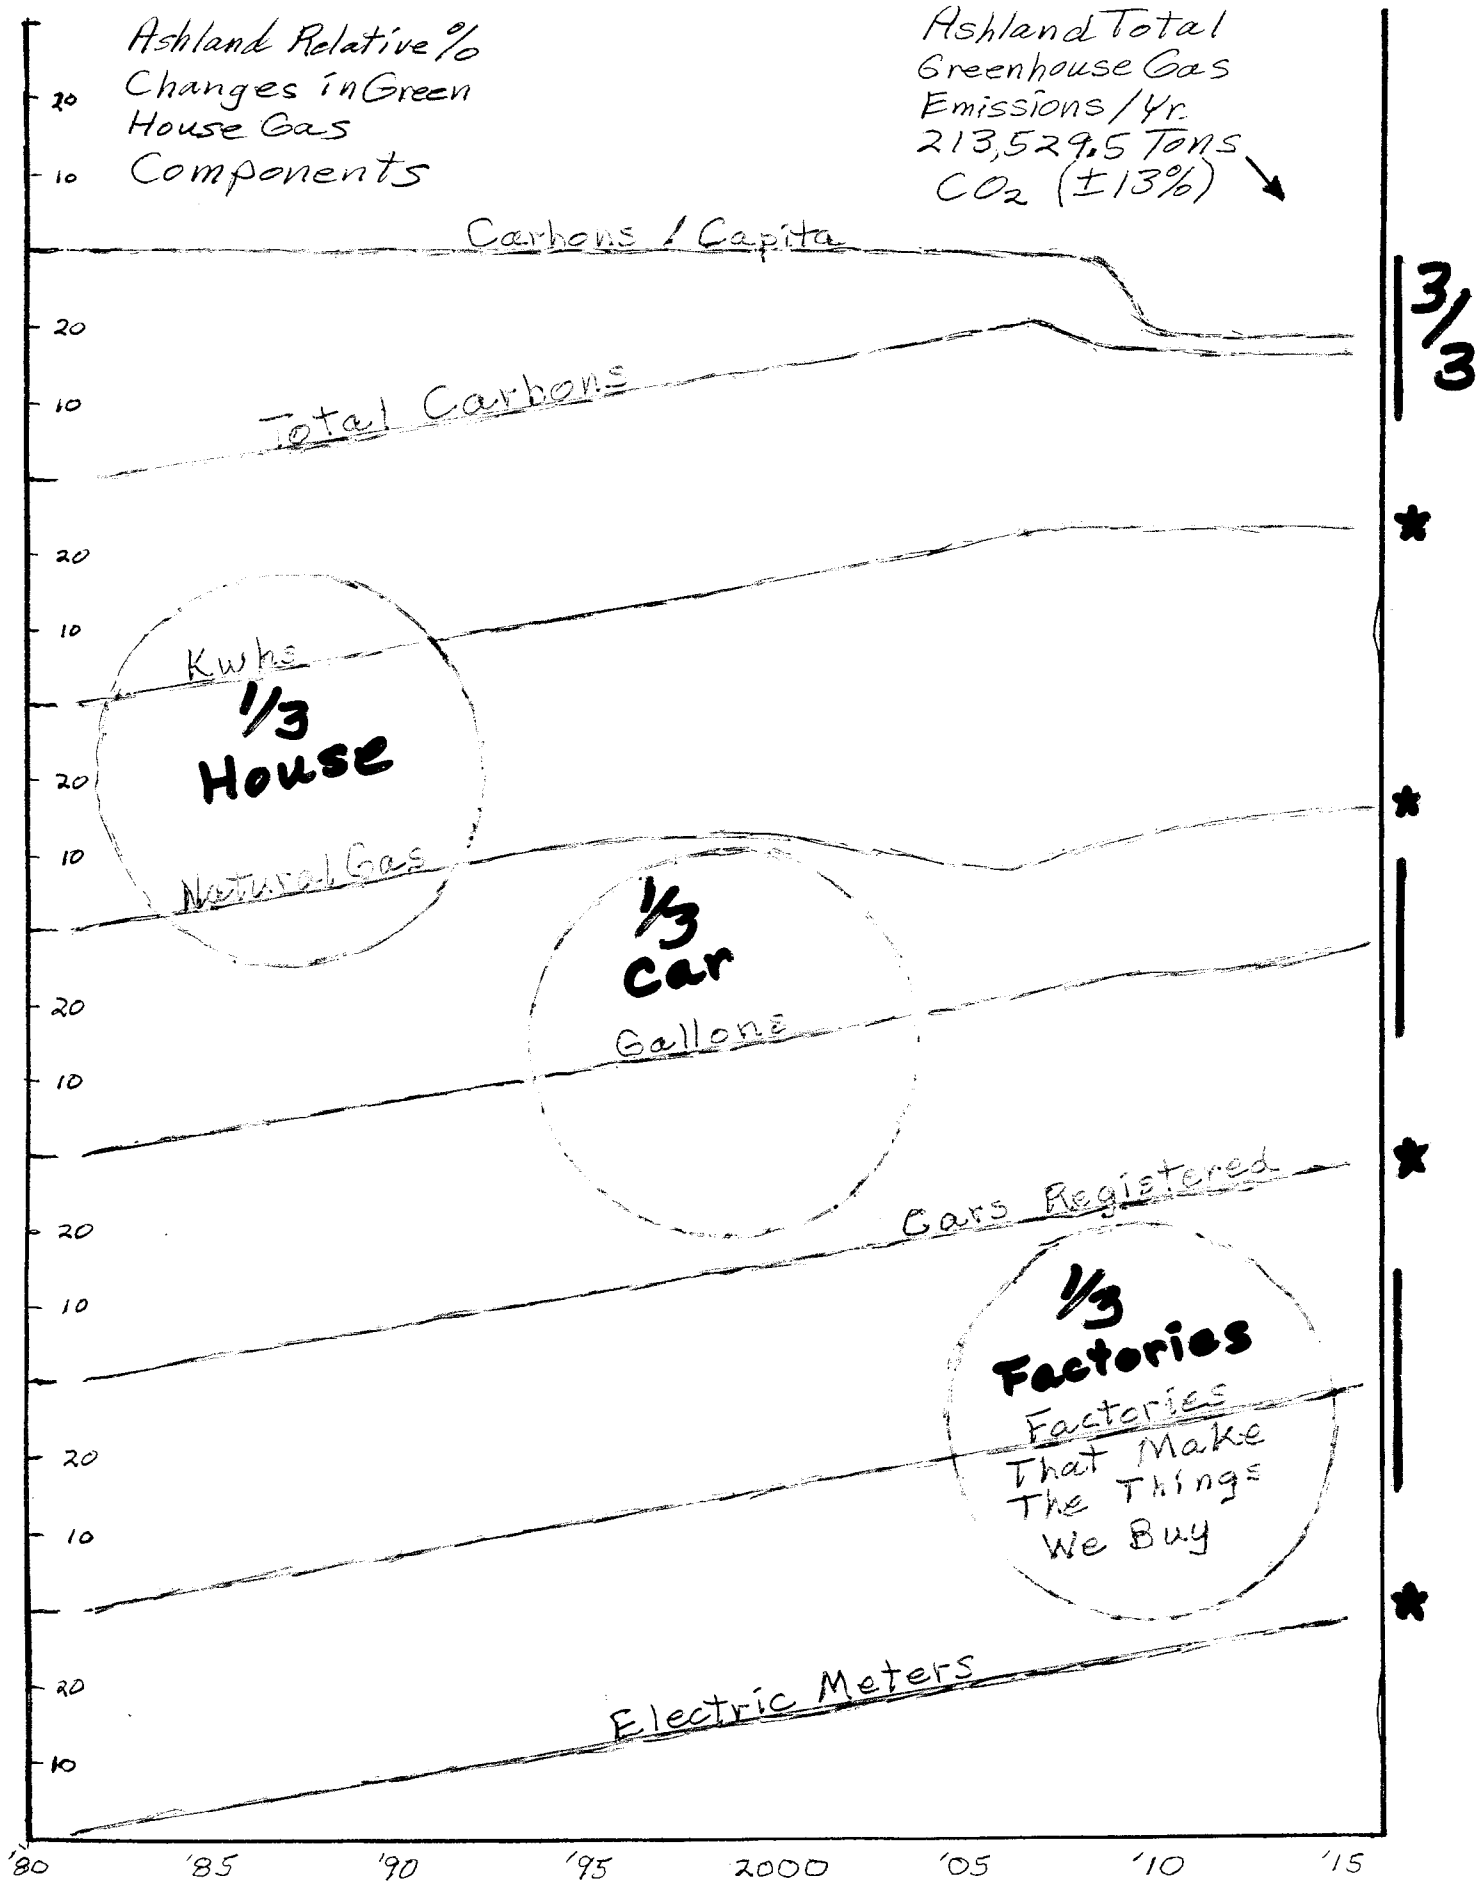 Ashland Relative %
Changes in Green
House Gas
Components
Ashland Total
Greenhouse Gas
Emissions/Yr.
213,529.5 Tons
CO2 (±13%)
20
10
Carbons / Capita
3/3
20
10
Total Carbons
20
10
Kwhs
1/3
House
20
10
Natural Gas
1/3
Car
20
10
Gallons
20
10
Cars Registered
1/3
Factories
20
10
Factories
That Make
The Things
We Buy
20
10
Electric Meters
'80 '85 '90 '95 2000 '05 '10 '15